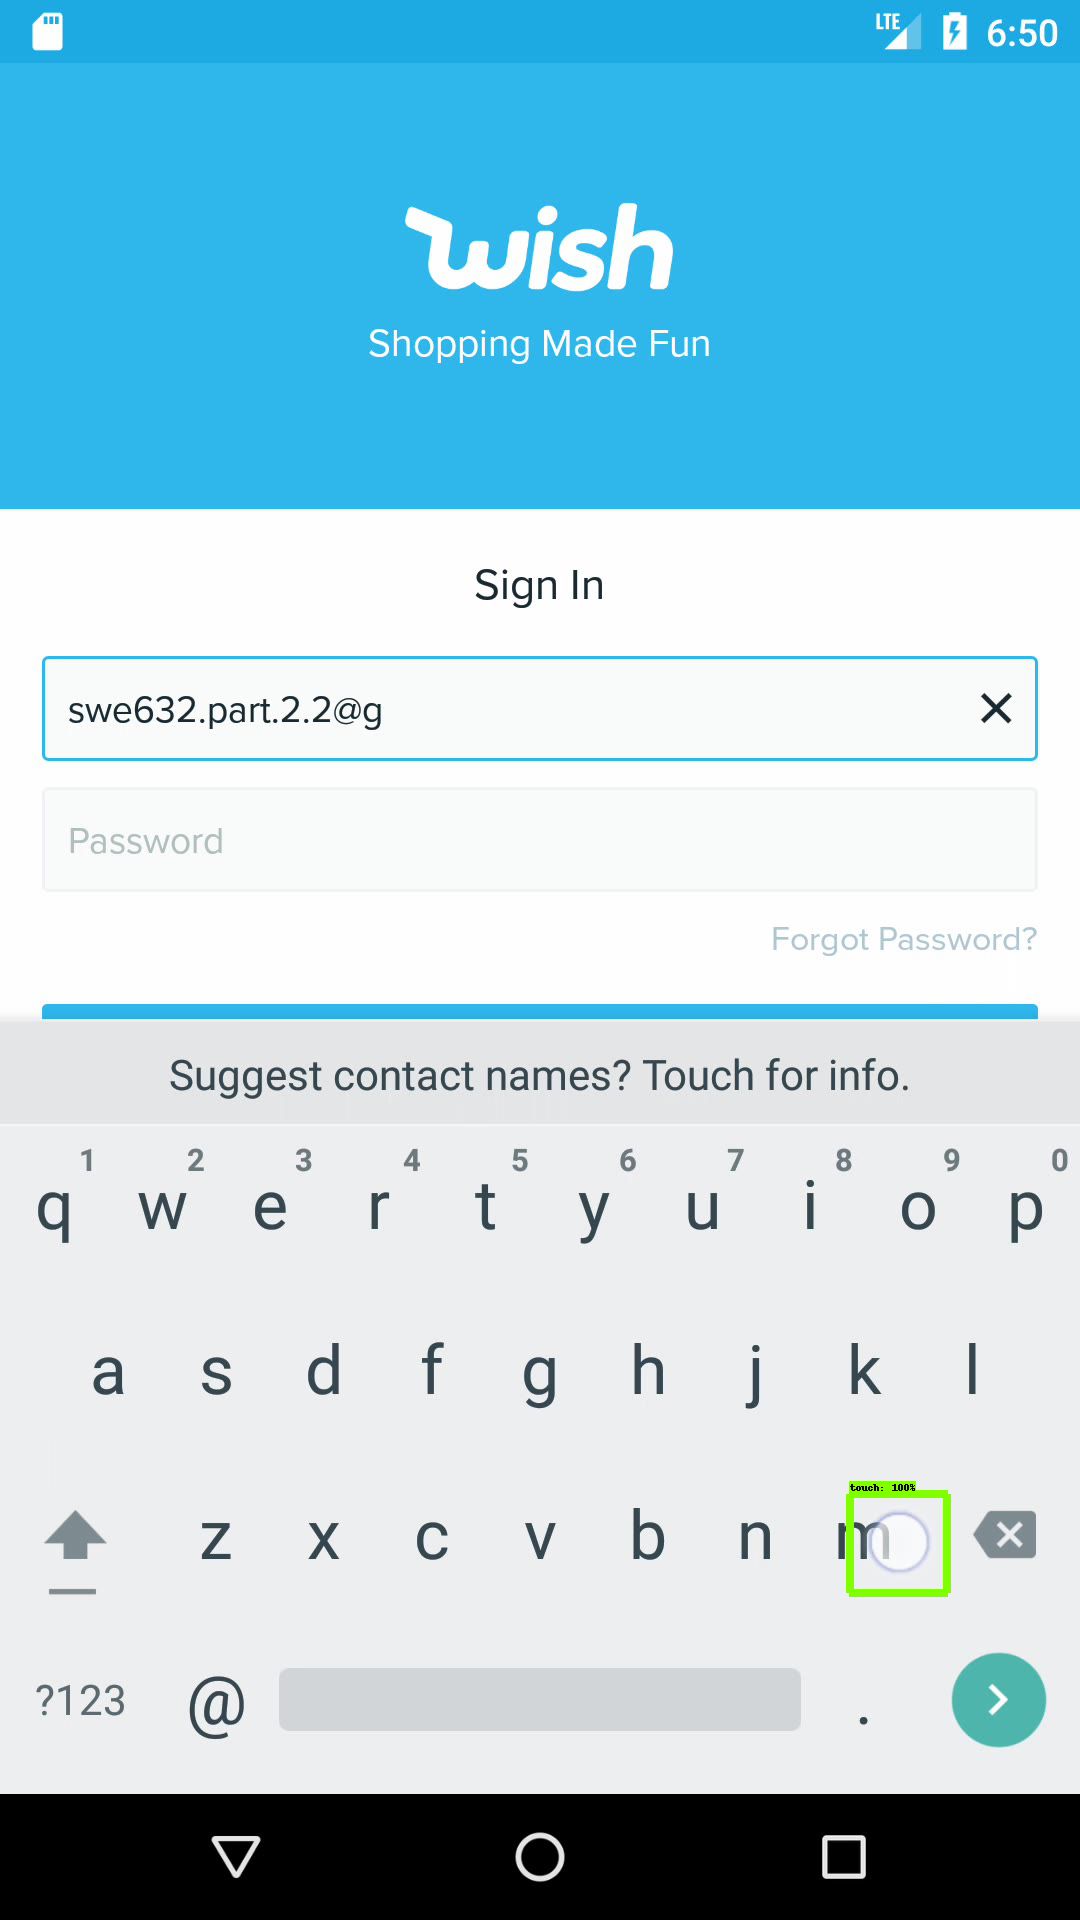 LTE 6:50
wish
Shopping Made Fun
Sign In
swe632.part.2.2@g
Password
Forgot Password?
Suggest contact names? Touch for info.
1 2 3 4 5 6 7 8 9 0
q w e r t y u i o p
a s d f g h j k l
touch: 100%
z x c v b n m
?123 @ .